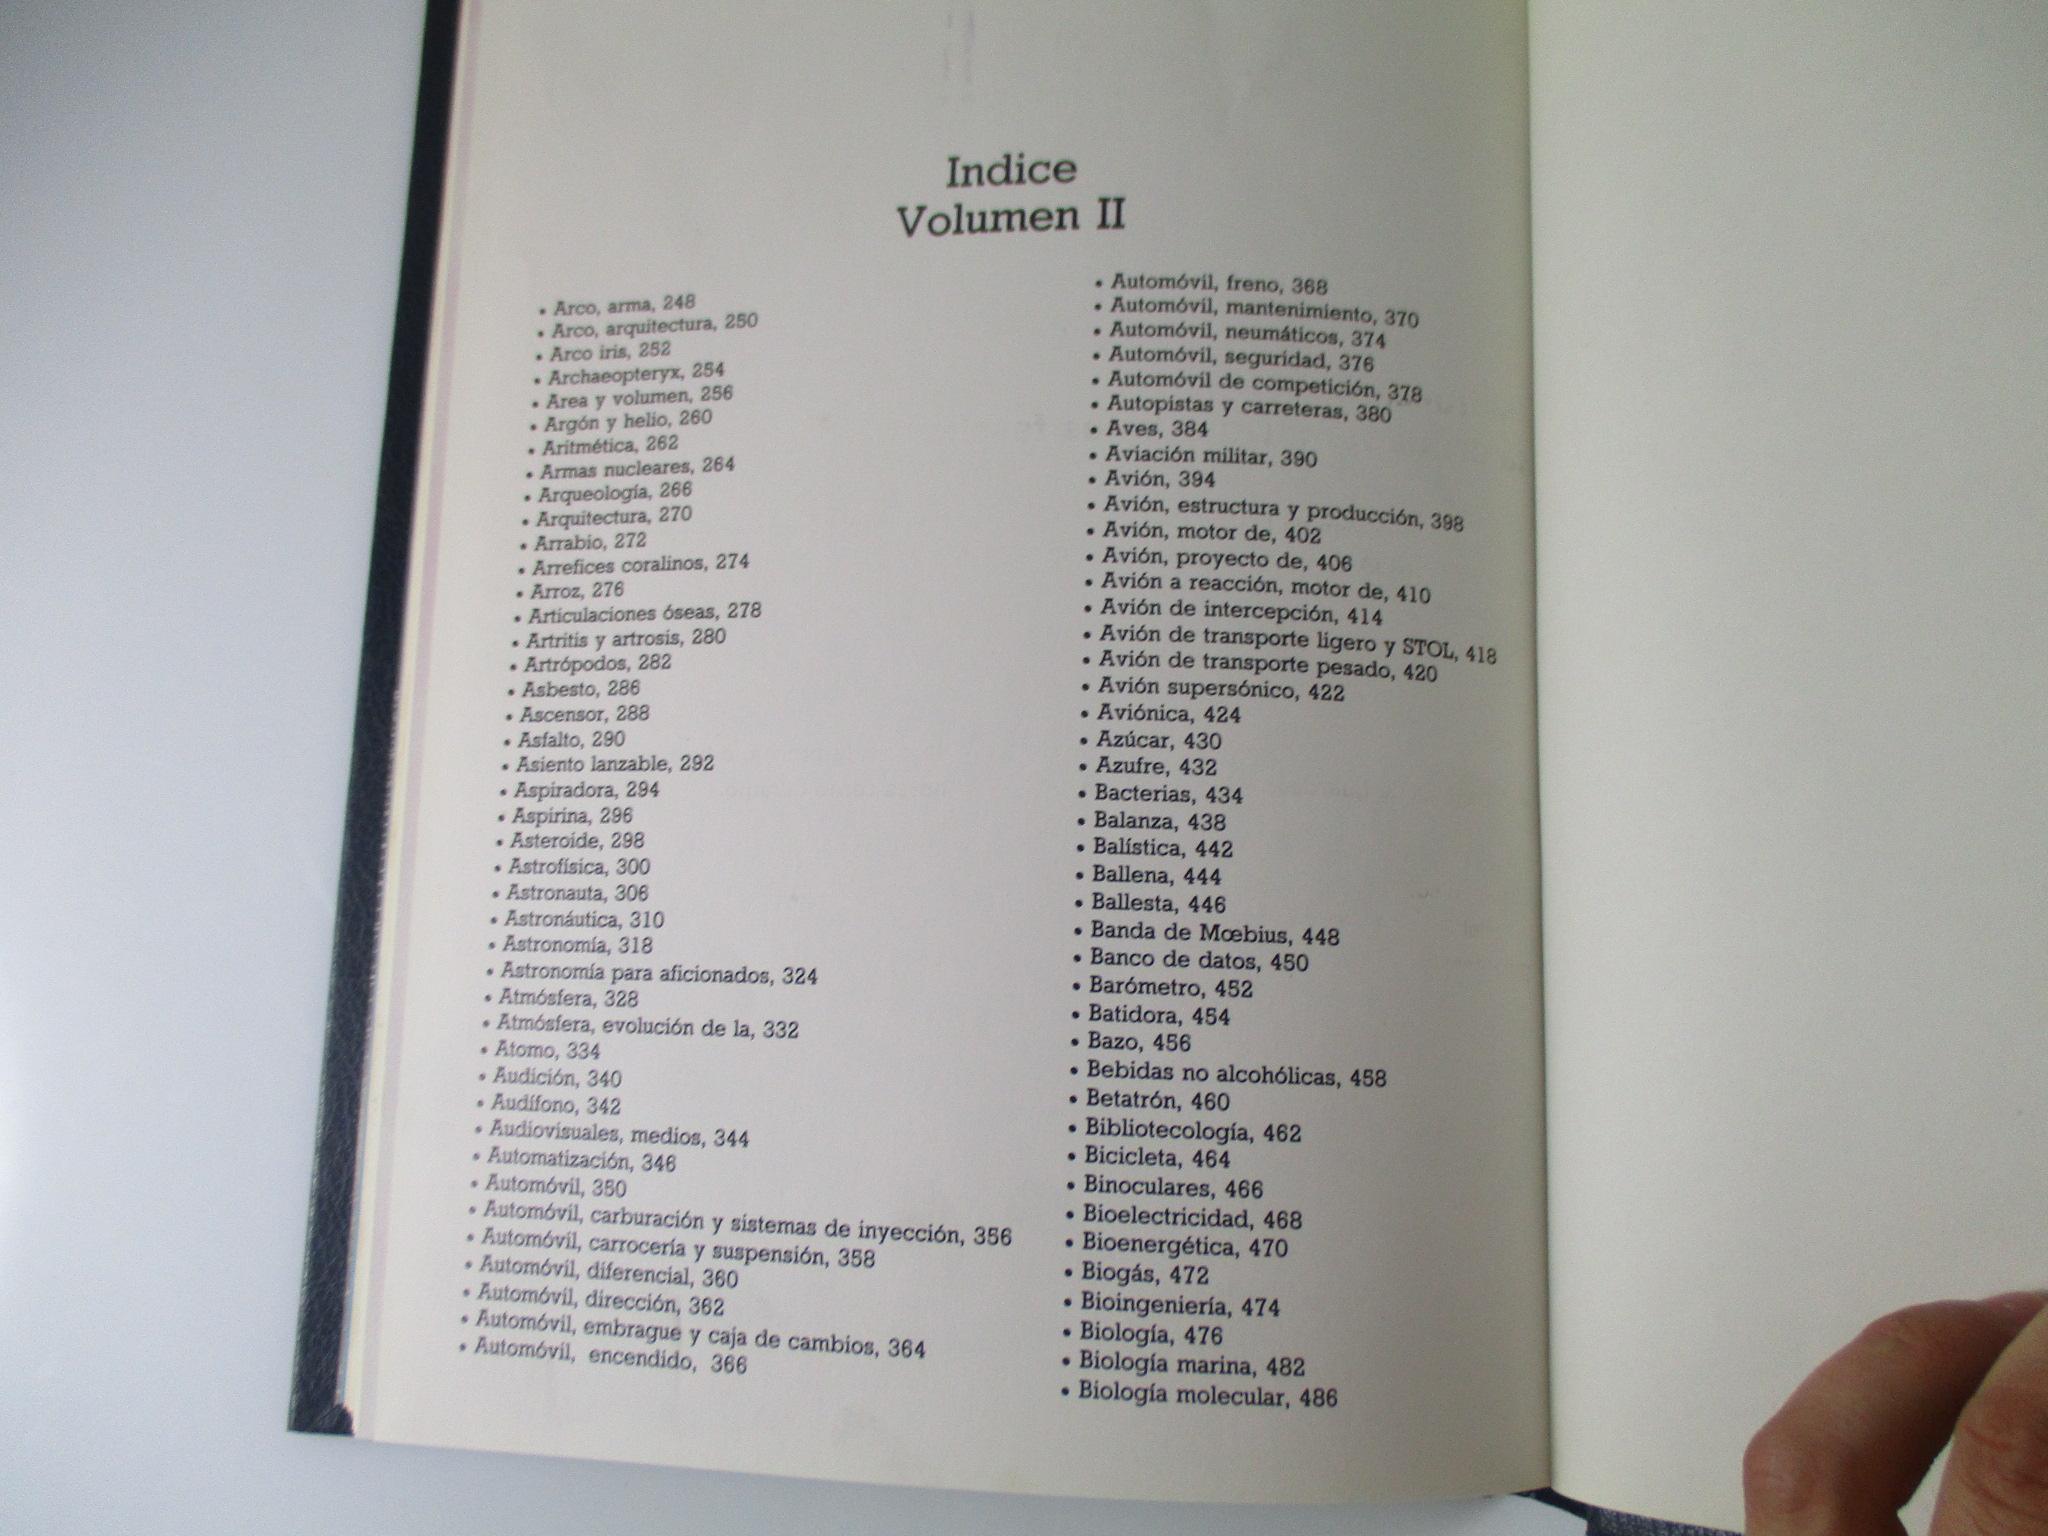 Indice
Volumen II
• Arco, arma, 248
• Arco, arquitectura, 250
• Arco iris, 252
• Archaeopteryx, 254
• Area y volumen, 256
• Argón y helio, 260
• Aritmética, 262
• Armas nucleares, 264
• Arqueología, 266
• Arquitectura, 270
• Arrabio, 272
• Arrefices coralinos, 274
• Arroz, 276
• Articulaciones óseas, 278
• Artritis y artrosis, 280
• Artrópodos, 282
• Asbesto, 286
• Ascensor, 288
• Asfalto, 290
• Asiento lanzable, 292
• Aspiradora, 294
• Aspirina, 296
• Asteroide, 298
• Astrofísica, 300
• Astronauta, 306
• Astronáutica, 310
• Astronomía, 318
• Astronomía para aficionados, 324
• Atmósfera, 328
• Atmósfera, evolución de la, 332
• Atomo, 334
• Audición, 340
• Audífono, 342
• Audiovisuales, medios, 344
• Automatización, 346
• Automóvil, 350
• Automóvil, carburación y sistemas de inyección, 356
• Automóvil, carrocería y suspensión, 358
• Automóvil, diferencial, 360
• Automóvil, dirección, 362
• Automóvil, embrague y caja de cambios, 364
• Automóvil, encendido, 366
• Automóvil, freno, 368
• Automóvil, mantenimiento, 370
• Automóvil, neumáticos, 374
• Automóvil, seguridad, 376
• Automóvil de competición, 378
• Autopistas y carreteras, 380
• Aves, 384
• Aviación militar, 390
• Avión, 394
• Avión, estructura y producción, 398
• Avión, motor de, 402
• Avión, proyecto de, 406
• Avión a reacción, motor de, 410
• Avión de intercepción, 414
• Avión de transporte ligero y STOL, 418
• Avión de transporte pesado, 420
• Avión supersónico, 422
• Aviónica, 424
• Azúcar, 430
• Azufre, 432
• Bacterias, 434
• Balanza, 438
• Balística, 442
• Ballena, 444
• Ballesta, 446
• Banda de Mœbius, 448
• Banco de datos, 450
• Barómetro, 452
• Batidora, 454
• Bazo, 456
• Bebidas no alcohólicas, 458
• Betatrón, 460
• Bibliotecología, 462
• Bicicleta, 464
• Binoculares, 466
• Bioelectricidad, 468
• Bioenergética, 470
• Biogás, 472
• Bioingeniería, 474
• Biología, 476
• Biología marina, 482
• Biología molecular, 486